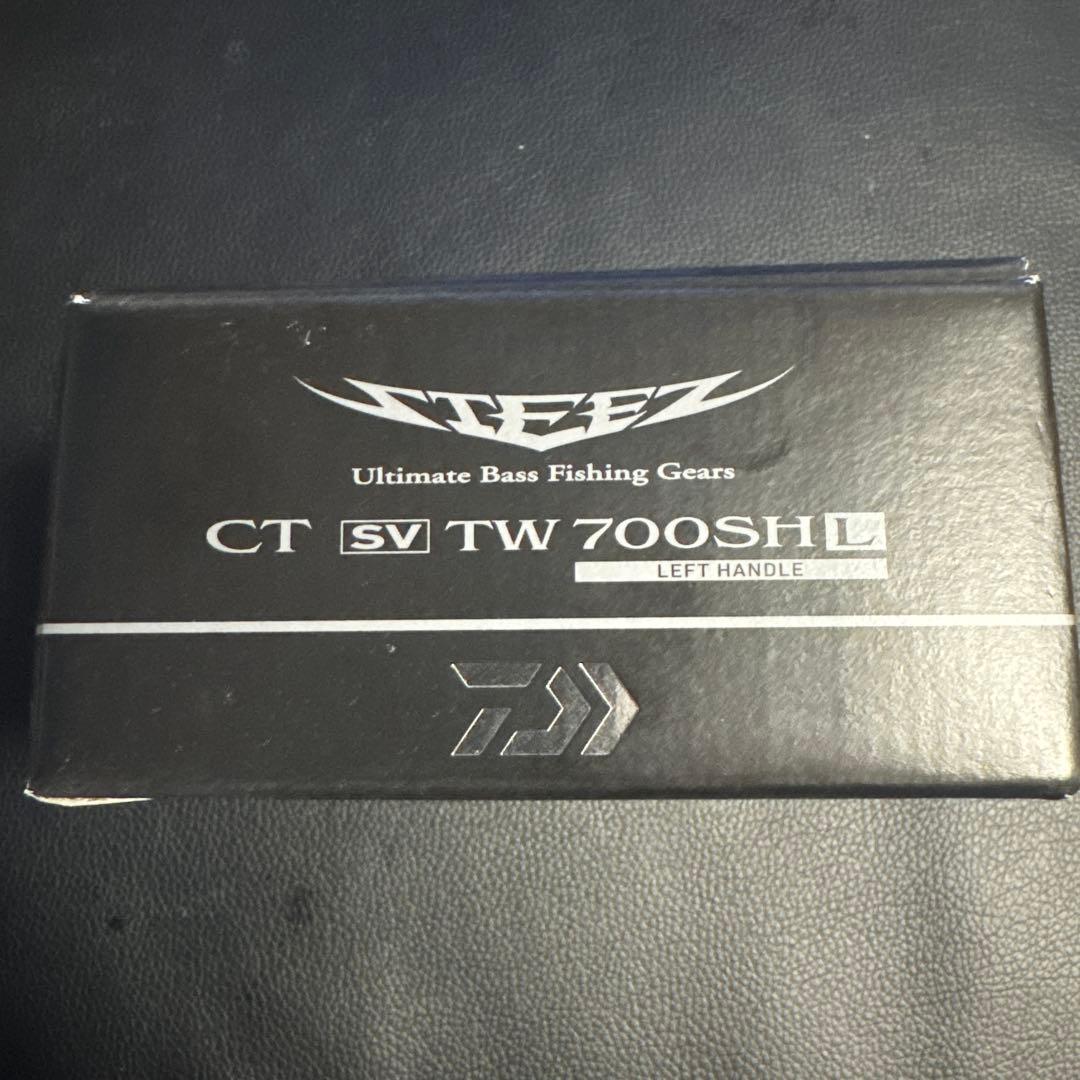 STEEZ
Ultimate Bass Fishing Gears
CT SV TW 700SHL
LEFT HANDLE